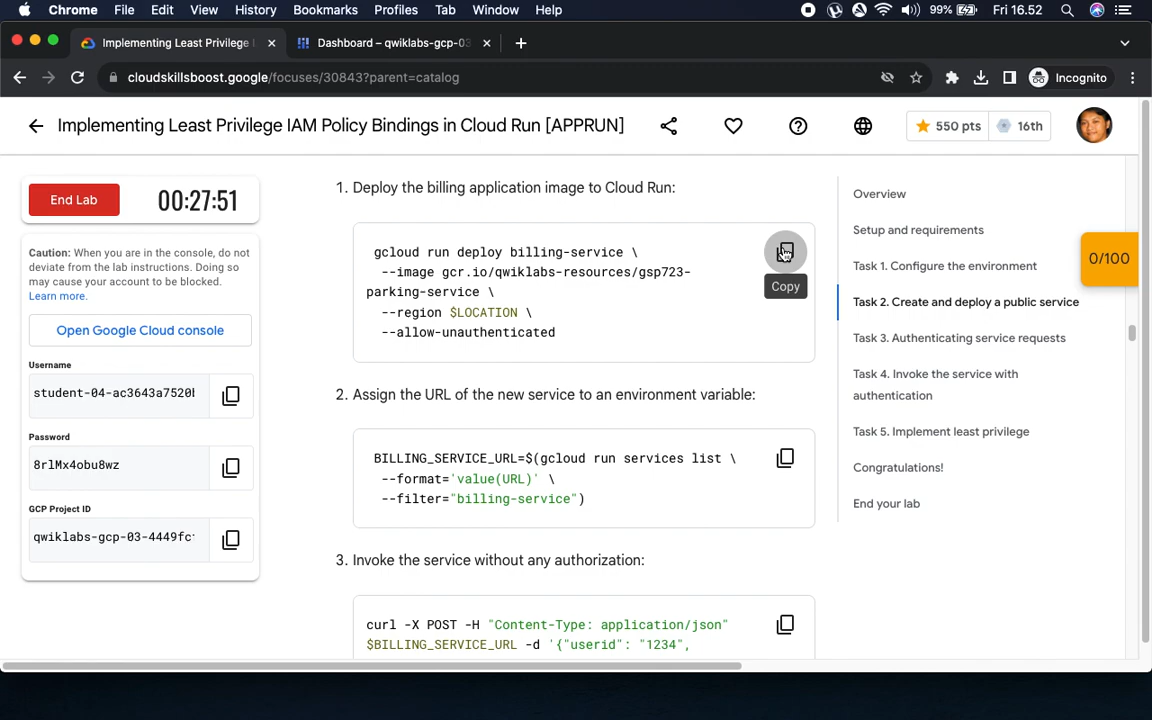 Chrome File Edit View History Bookmarks Profiles Tab Window Help 99% Fri 16.52
Implementing Least Privilege I
Dashboard – qwiklabs-gcp-03
cloudskillsboost.google/focuses/30843?parent=catalog Incognito
Implementing Least Privilege IAM Policy Bindings in Cloud Run [APPRUN] 550 pts 16th
End Lab 00:27:51
Caution: When you are in the console, do not
deviate from the lab instructions. Doing so
may cause your account to be blocked.
Learn more.
Open Google Cloud console
Username
student-04-ac3643a7520
Password
8rlMx4obu8wz
GCP Project ID
qwiklabs-gcp-03-4449fc
1. Deploy the billing application image to Cloud Run:
gcloud run deploy billing-service \
--image gcr.io/qwiklabs-resources/gsp723-
parking-service \
--region $LOCATION \
--allow-unauthenticated
Copy
2. Assign the URL of the new service to an environment variable:
BILLING_SERVICE_URL=$(gcloud run services list \
--format='value(URL)' \
--filter="billing-service")
3. Invoke the service without any authorization:
curl -X POST -H "Content-Type: application/json"
$BILLING_SERVICE_URL -d '{"userid": "1234",
Overview
Setup and requirements
Task 1. Configure the environment
Task 2. Create and deploy a public service
Task 3. Authenticating service requests
Task 4. Invoke the service with
authentication
Task 5. Implement least privilege
Congratulations!
End your lab
0/100